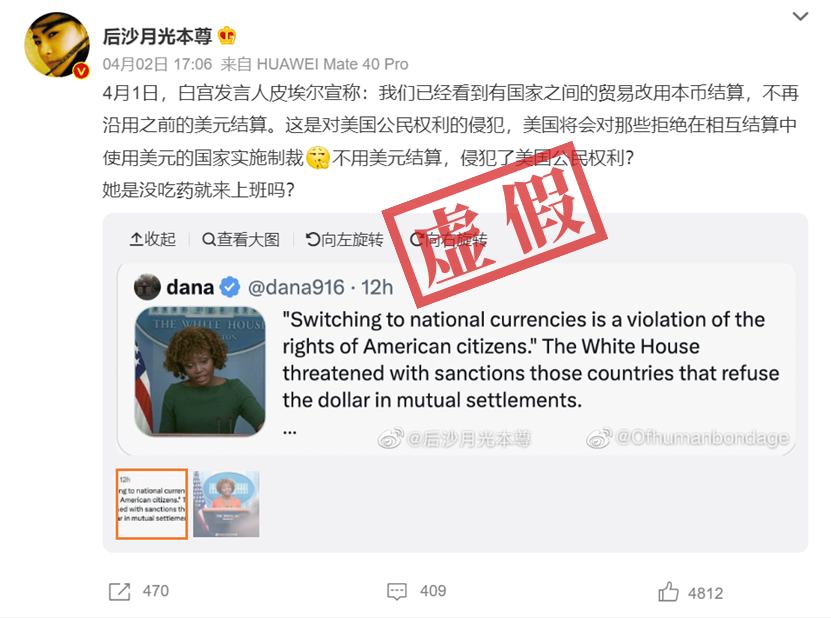 后沙月光本尊
04月02日 17:06 来自 HUAWEI Mate 40 Pro
4月1日，白宫发言人皮埃尔宣称：我们已经看到有国家之间的贸易改用本币结算，不再
沿用之前的美元结算。这是对美国公民权利的侵犯，美国将会对那些拒绝在相互结算中
使用美元的国家实施制裁 不用美元结算，侵犯了美国公民权利？
她是没吃药就来上班吗？
虚假
收起 查看大图 向左旋转 向右旋转
dana @dana916 · 12h
THE WHITE HOUSE
"Switching to national currencies is a violation of the
rights of American citizens." The White House
threatened with sanctions those countries that refuse
the dollar in mutual settlements.
...
@后沙月光本尊 @Ofhumanbondage
12h
ng to national curren
American citizens." T
ed with sanctions th
ar in mutual settleme
470 409 4812